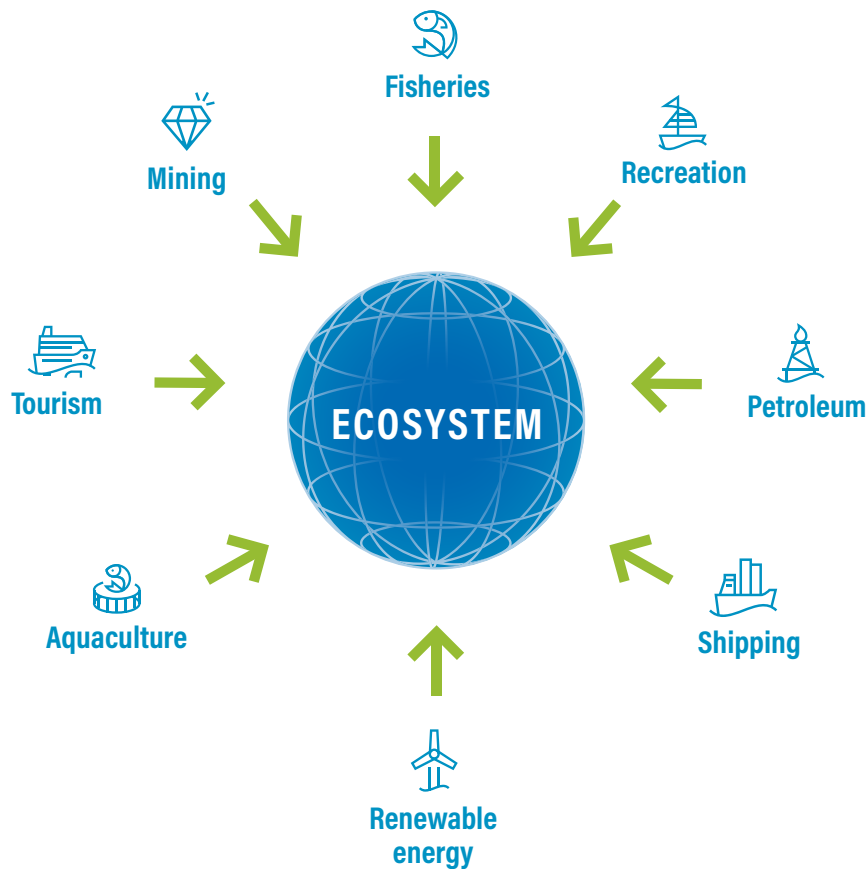 Fisheries
Mining
Recreation
Tourism
Petroleum
ECOSYSTEM
Aquaculture
Shipping
Renewable
energy